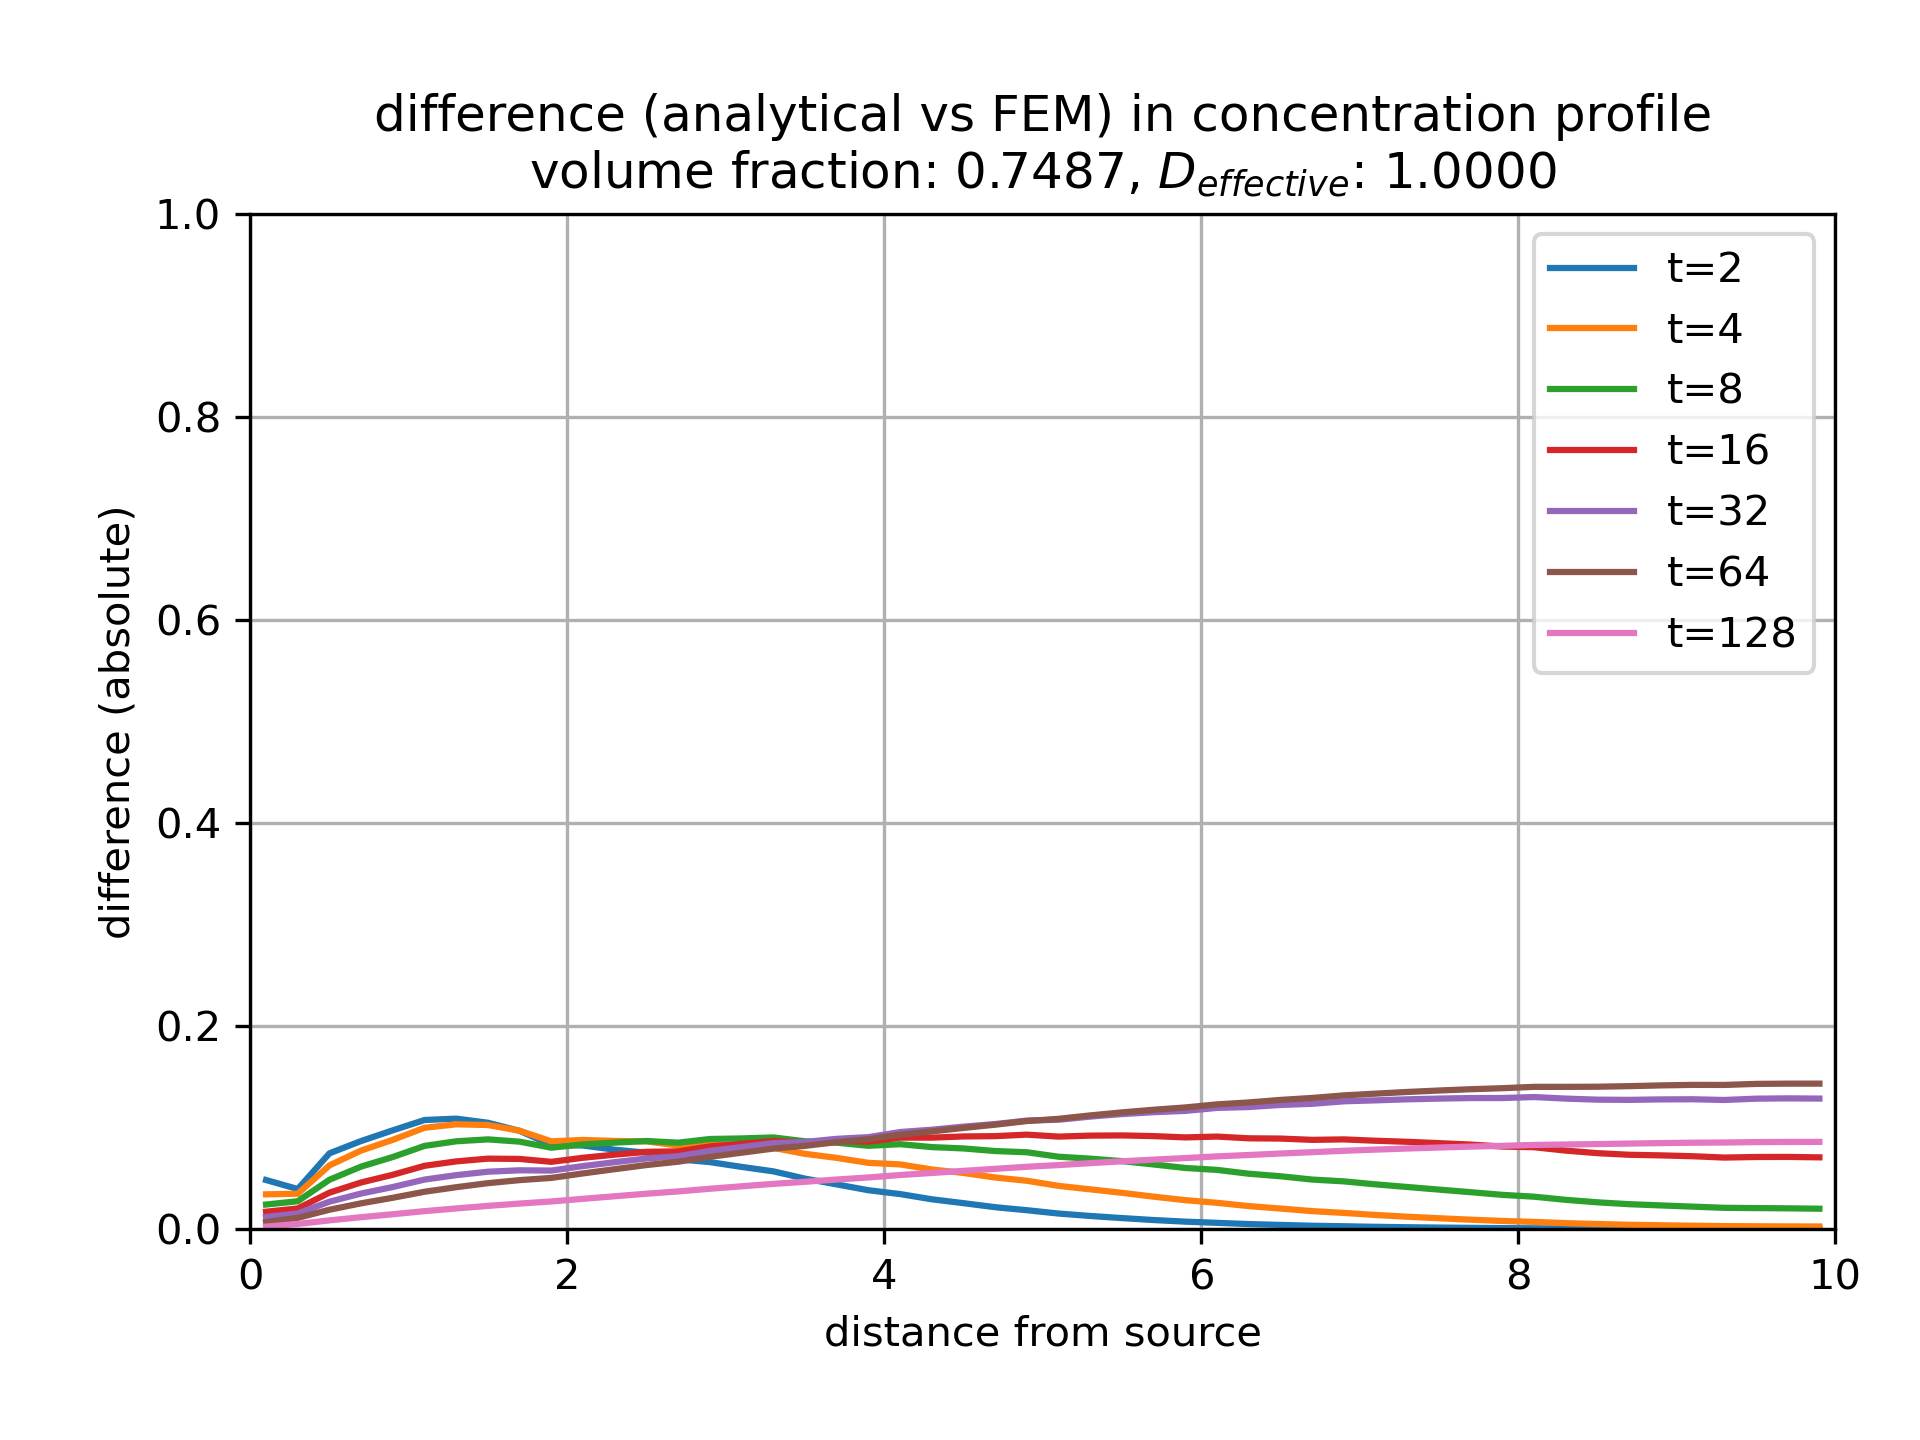 difference (analytical vs FEM) in concentration profile
volume fraction: 0.7487, D_effective: 1.0000
1.0
0.8
0.6
0.4
0.2
0.0
difference (absolute)
t=2
t=4
t=8
t=16
t=32
t=64
t=128
0 2 4 6 8 10
distance from source